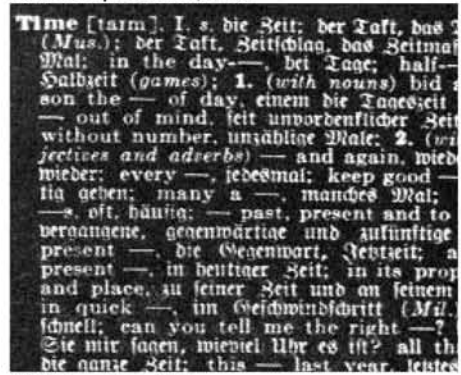 Time [taim]. I. s. die Zeit; der Takt, das T
(Mus.); der Takt, Zeitschlag, das Zeitmaß
Mal; in the day-—, bei Tage; half-—
Halbzeit (games); 1. (with nouns) bid a
son the — of day, einem die Tageszeit
— out of mind, seit unvordenklicher Zeit
without number, unzählige Male; 2. (wit
jectives and adverbs) — and again, wiede
wieder; every —, jedesmal; keep good —
tig gehen; many a —, manches Mal;
—s, oft, häufig; — past, present and to
vergangene, gegenwärtige und zukünftige
present —, die Gegenwart, Jetztzeit; a
present —, in heutiger Zeit; in its prop
and place, zu seiner Zeit und an seinem
in quick —, im Geschwindschritt (Mil.)
schnell; can you tell me the right —?
Sie mir sagen, wieviel Uhr es ist? all th
die ganze Zeit; this — last year, letztes